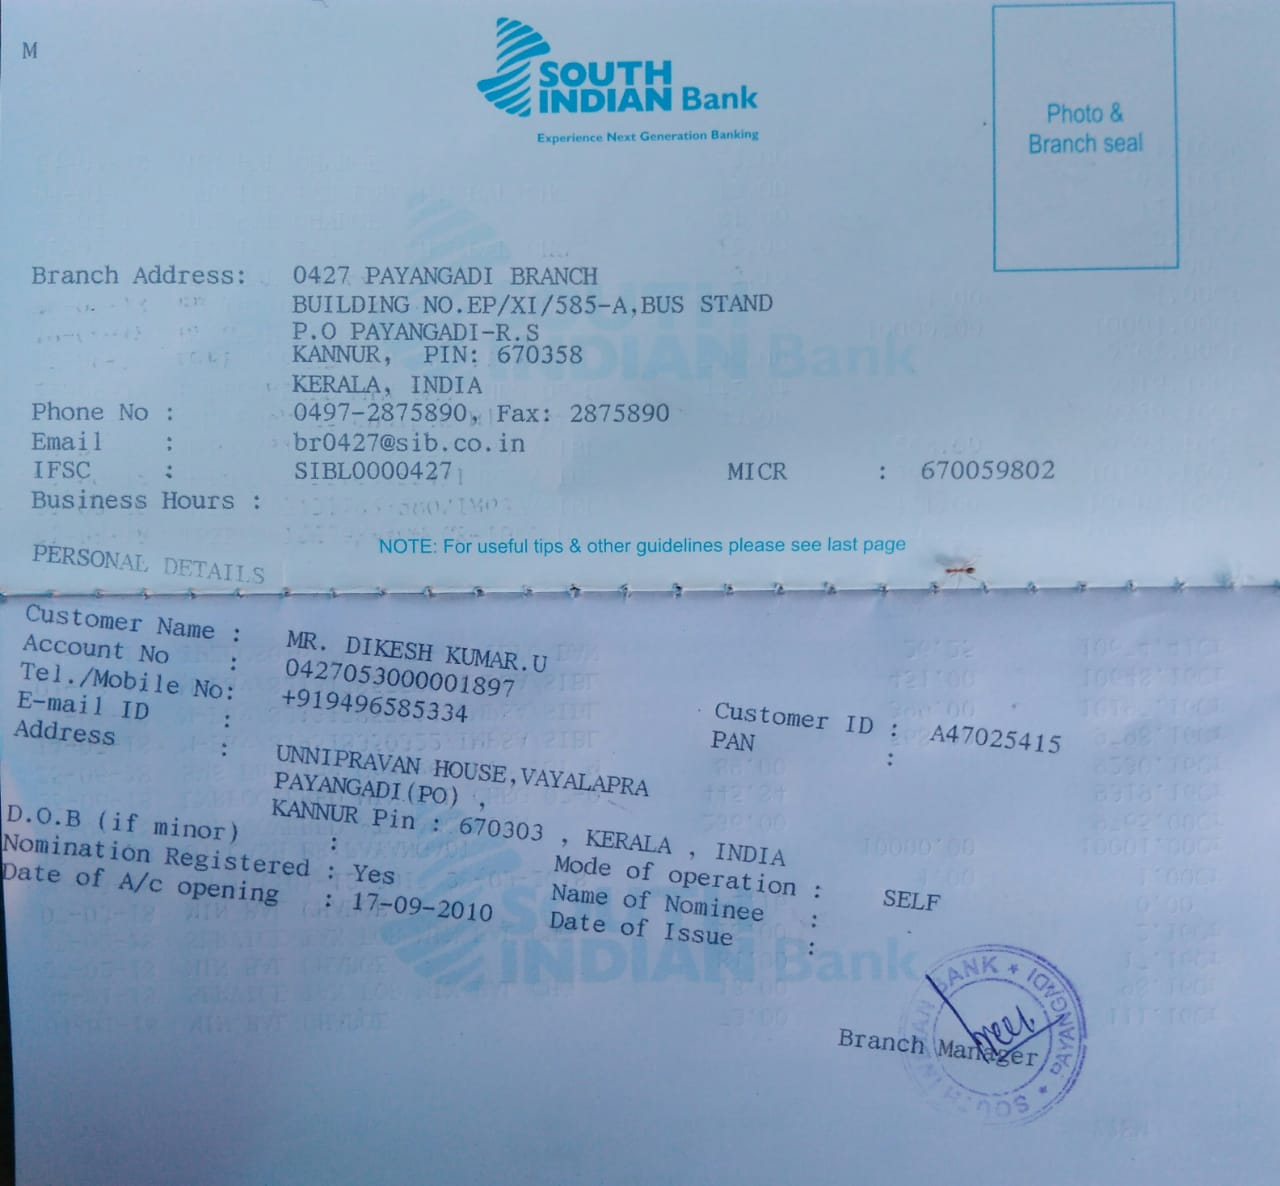 M
SOUTH
INDIAN Bank
Experience Next Generation Banking
Photo &
Branch seal
Branch Address: 0427 PAYANGADI BRANCH
BUILDING NO.EP/XI/585-A,BUS STAND
P.O PAYANGADI-R.S
KANNUR, PIN: 670358
KERALA, INDIA
Phone No : 0497-2875890, Fax: 2875890
Email : br0427@sib.co.in
IFSC : SIBL0000427 MICR : 670059802
Business Hours :
NOTE: For useful tips & other guidelines please see last page
PERSONAL DETAILS
Customer Name : MR. DIKESH KUMAR.U
Account No : 0427053000001897
Tel./Mobile No: +919496585334
E-mail ID : Customer ID : A47025415
Address : PAN :
UNNIPRAVAN HOUSE,VAYALAPRA
PAYANGADI(PO) ,
KANNUR Pin : 670303 , KERALA , INDIA
D.O.B (if minor) : Mode of operation : SELF
Nomination Registered : Yes Name of Nominee :
Date of A/c opening : 17-09-2010 Date of Issue :
Branch Manager
SOUTH INDIAN BANK * PAYANGADI *